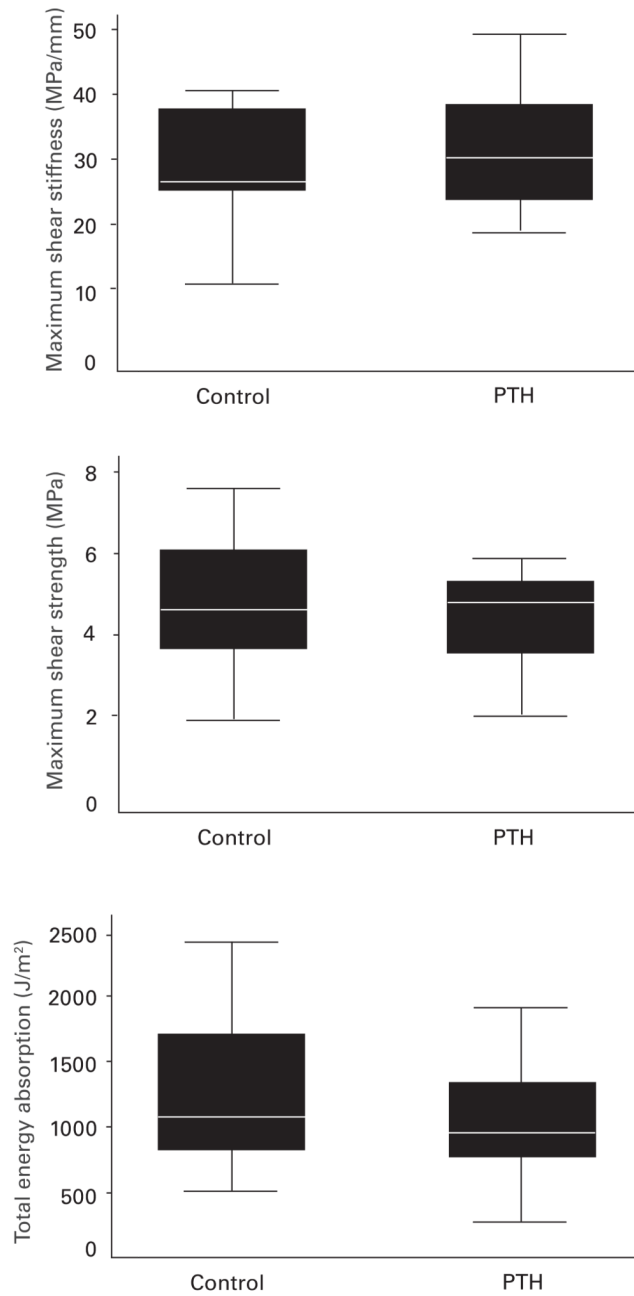 Maximum shear stiffness (MPa/mm)
50
40
30
20
10
0
Control PTH
Maximum shear strength (MPa)
8
6
4
2
0
Control PTH
Total energy absorption (J/m²)
2500
2000
1500
1000
500
0
Control PTH